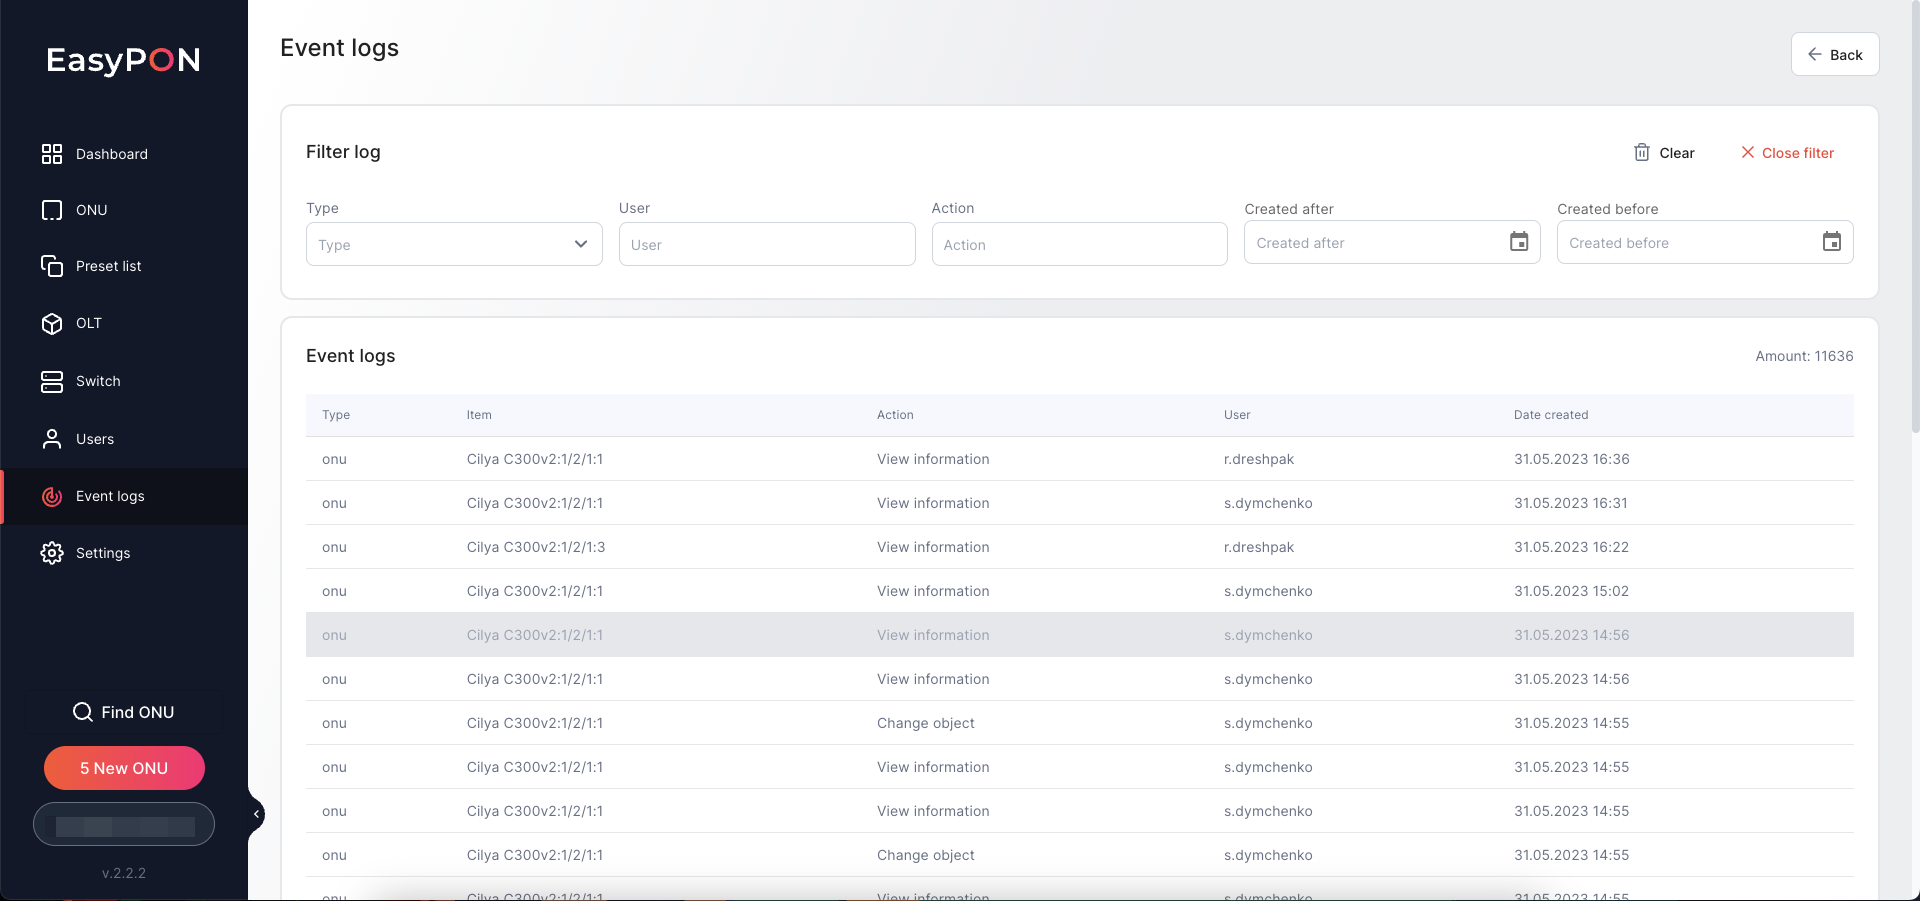 EasyPON
Dashboard
ONU
Preset list
OLT
Switch
Users
Event logs
Settings
Find ONU
5 New ONU
v.2.2.2
Event logs
Back
Filter log
Clear
Close filter
Type
User
Action
Created after
Created before
Type
User
Action
Created after
Created before
Event logs
Amount: 11636
Type Item Action User Date created
onu Cilya C300v2:1/2/1:1 View information r.dreshpak 31.05.2023 16:36
onu Cilya C300v2:1/2/1:1 View information s.dymchenko 31.05.2023 16:31
onu Cilya C300v2:1/2/1:3 View information r.dreshpak 31.05.2023 16:22
onu Cilya C300v2:1/2/1:1 View information s.dymchenko 31.05.2023 15:02
onu Cilya C300v2:1/2/1:1 View information s.dymchenko 31.05.2023 14:56
onu Cilya C300v2:1/2/1:1 View information s.dymchenko 31.05.2023 14:56
onu Cilya C300v2:1/2/1:1 Change object s.dymchenko 31.05.2023 14:55
onu Cilya C300v2:1/2/1:1 View information s.dymchenko 31.05.2023 14:55
onu Cilya C300v2:1/2/1:1 View information s.dymchenko 31.05.2023 14:55
onu Cilya C300v2:1/2/1:1 Change object s.dymchenko 31.05.2023 14:55
onu Cilya C300v2:1/2/1:1 View information s.dymchenko 31.05.2023 14:55